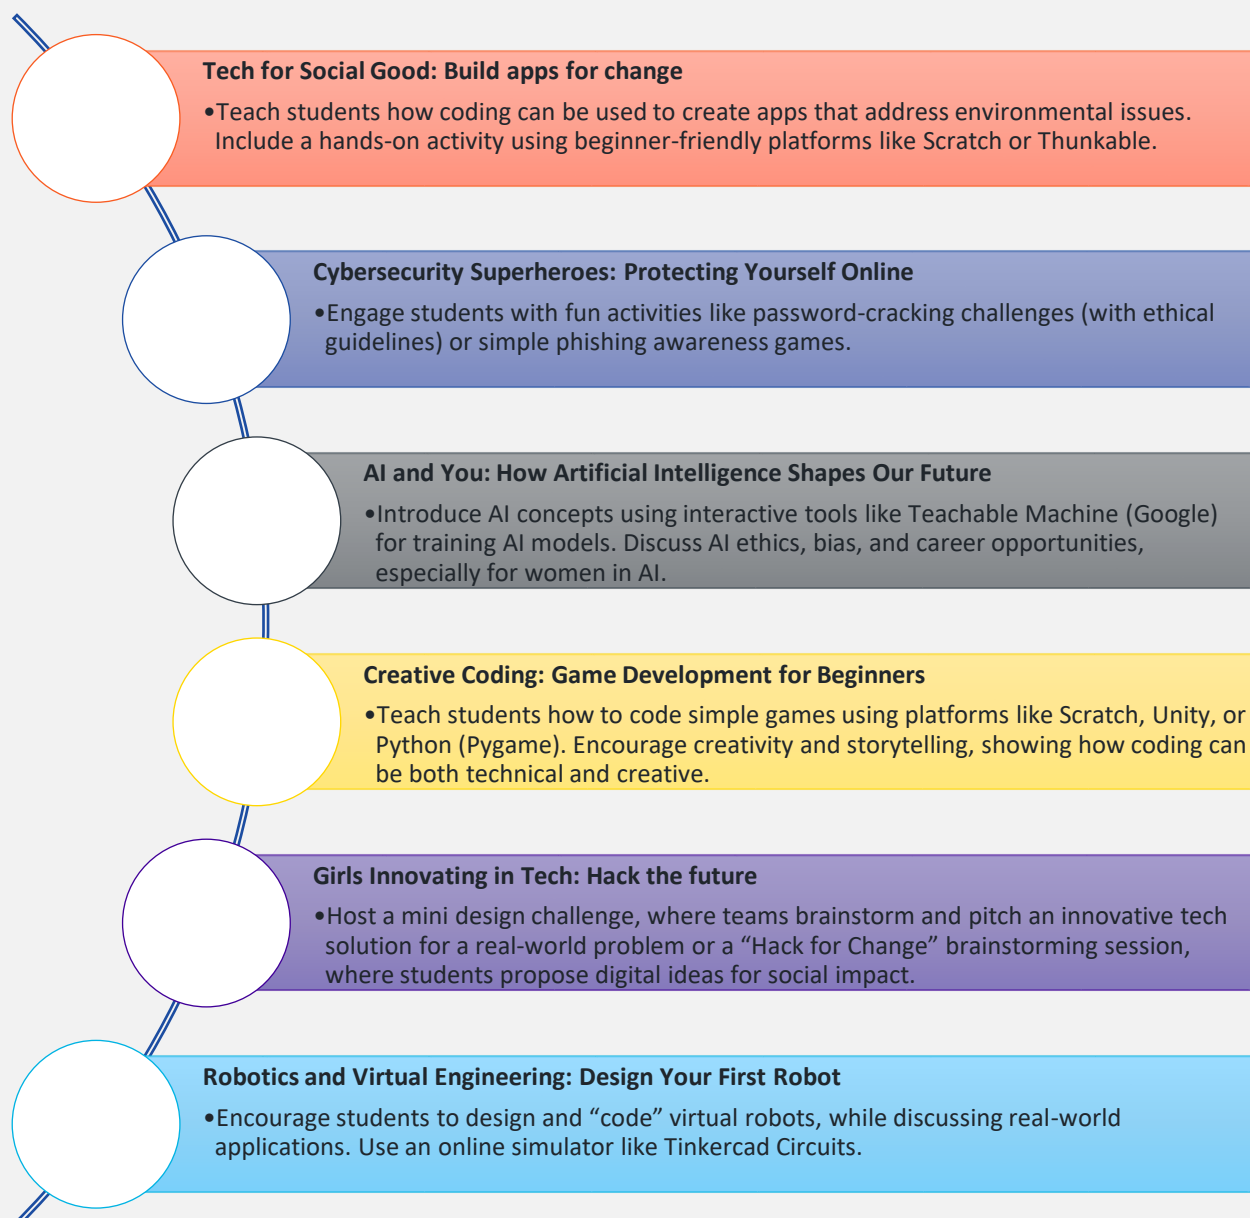 Tech for Social Good: Build apps for change
•Teach students how coding can be used to create apps that address environmental issues.
Include a hands-on activity using beginner-friendly platforms like Scratch or Thunkable.
Cybersecurity Superheroes: Protecting Yourself Online
•Engage students with fun activities like password-cracking challenges (with ethical
guidelines) or simple phishing awareness games.
AI and You: How Artificial Intelligence Shapes Our Future
•Introduce AI concepts using interactive tools like Teachable Machine (Google)
for training AI models. Discuss AI ethics, bias, and career opportunities,
especially for women in AI.
Creative Coding: Game Development for Beginners
•Teach students how to code simple games using platforms like Scratch, Unity, or
Python (Pygame). Encourage creativity and storytelling, showing how coding can
be both technical and creative.
Girls Innovating in Tech: Hack the future
•Host a mini design challenge, where teams brainstorm and pitch an innovative tech
solution for a real-world problem or a “Hack for Change” brainstorming session,
where students propose digital ideas for social impact.
Robotics and Virtual Engineering: Design Your First Robot
•Encourage students to design and “code” virtual robots, while discussing real-world
applications. Use an online simulator like Tinkercad Circuits.